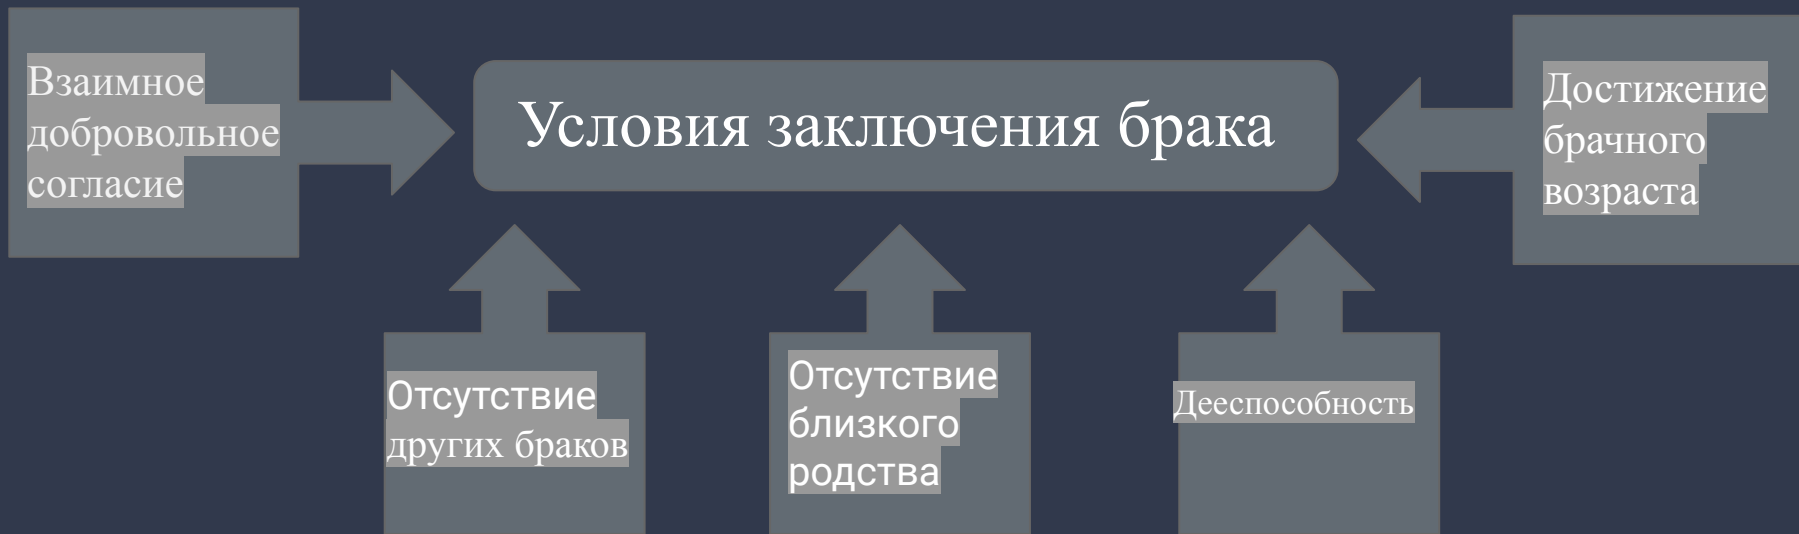 Взаимное
добровольное
согласие
Условия заключения брака
Достижение
брачного
возраста
Отсутствие
других браков
Отсутствие
близкого
родства
Дееспособность